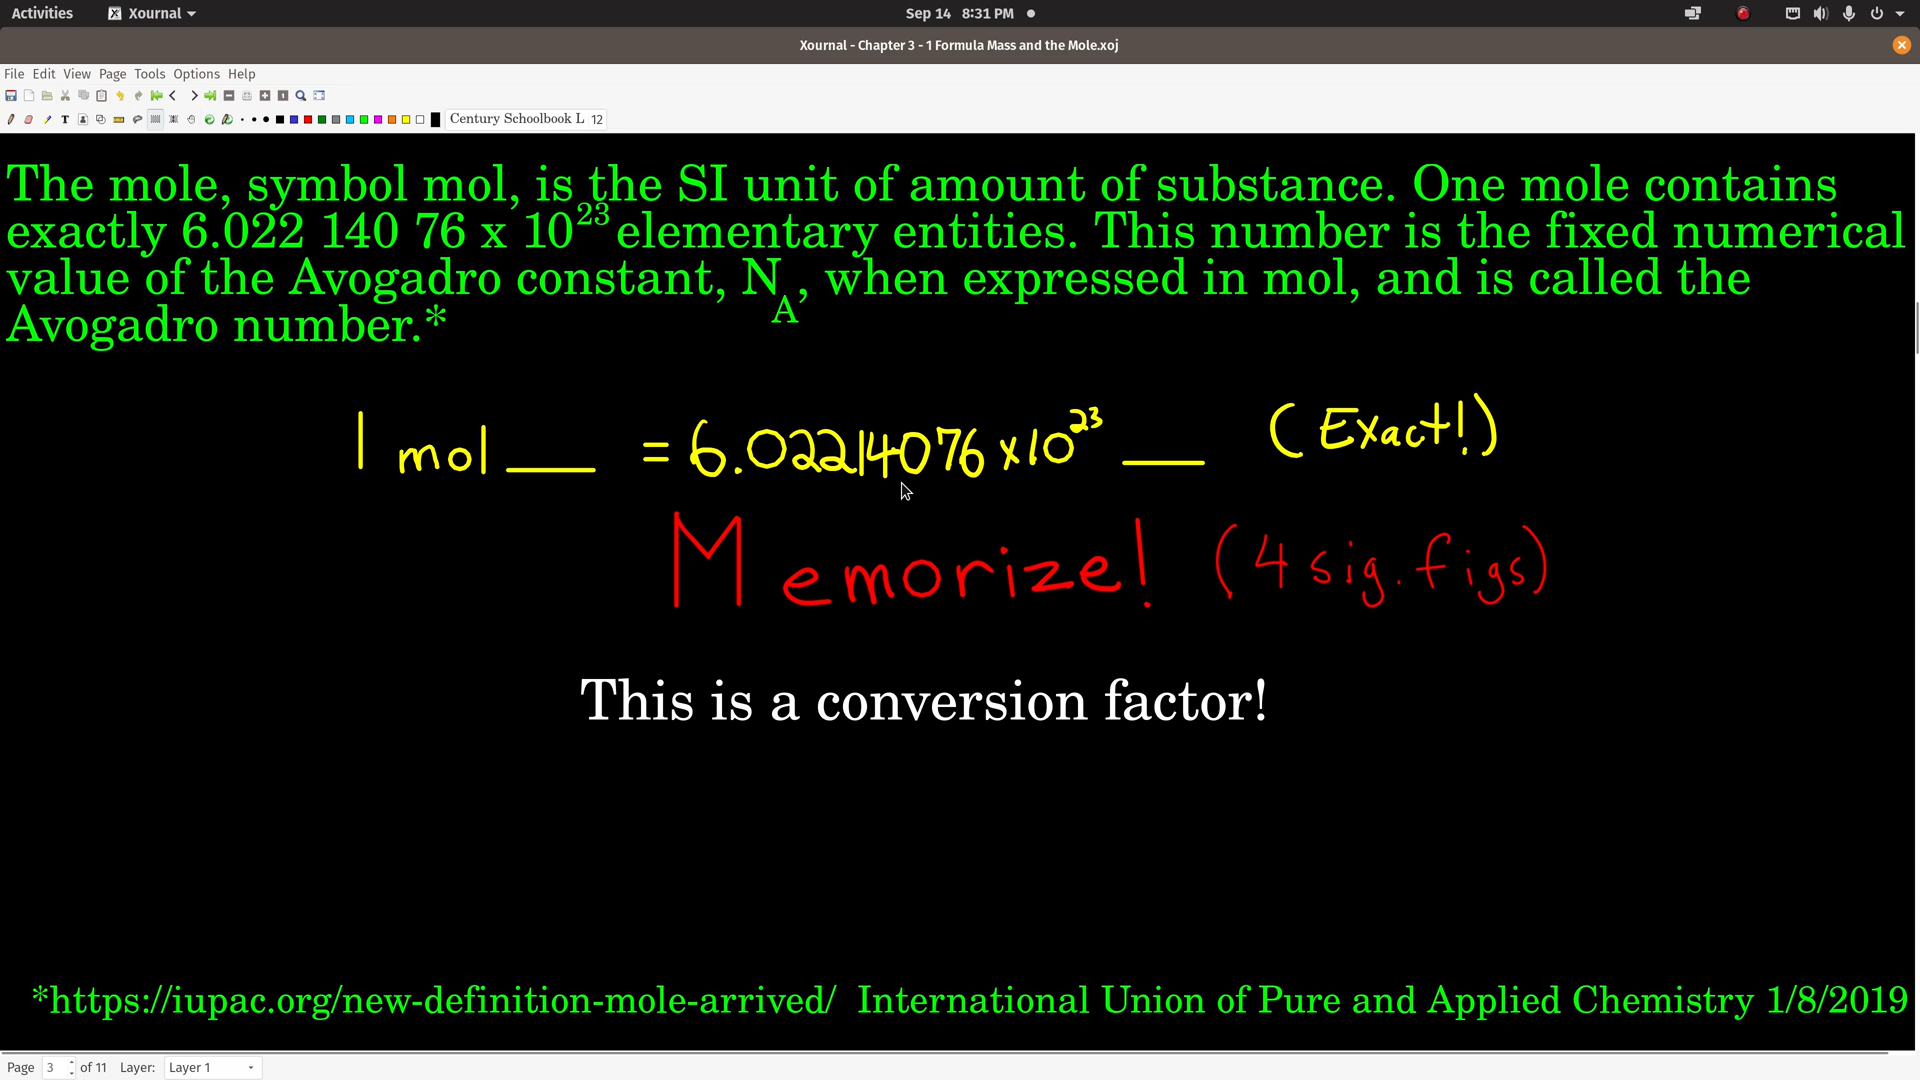 Activities Xournal Sep 14 8:31 PM
Xournal - Chapter 3 - 1 Formula Mass and the Mole.xoj
File Edit View Page Tools Options Help
Century Schoolbook L 12
The mole, symbol mol, is the SI unit of amount of substance. One mole contains
exactly 6.022 140 76 x 10²³ elementary entities. This number is the fixed numerical
value of the Avogadro constant, N_A, when expressed in mol, and is called the
Avogadro number.*
1 mol ___ = 6.02214076 x 10²³ ___ (Exact!)
Memorize! (4 sig. figs)
This is a conversion factor!
*https://iupac.org/new-definition-mole-arrived/ International Union of Pure and Applied Chemistry 1/8/2019
Page 3 of 11 Layer: Layer 1